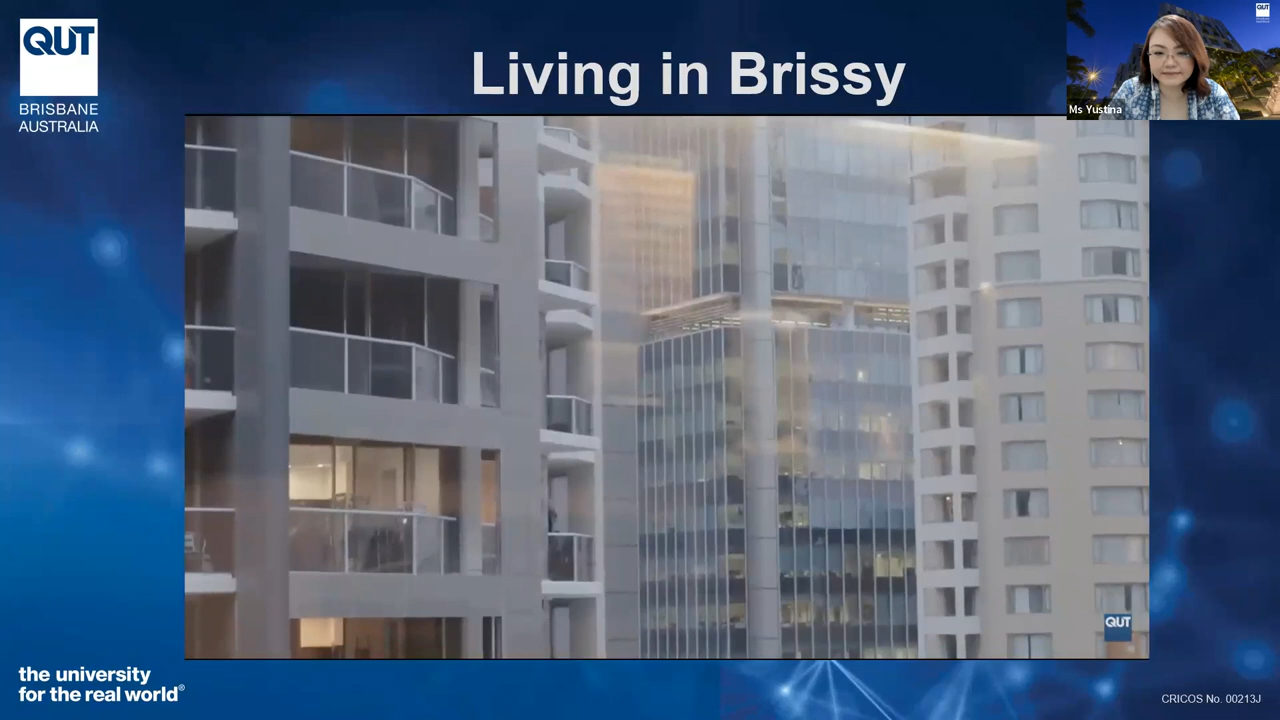 QUT
BRISBANE
AUSTRALIA
Living in Brissy
Ms Yustina
QUT
the university
for the real world®
CRICOS No. 00213J